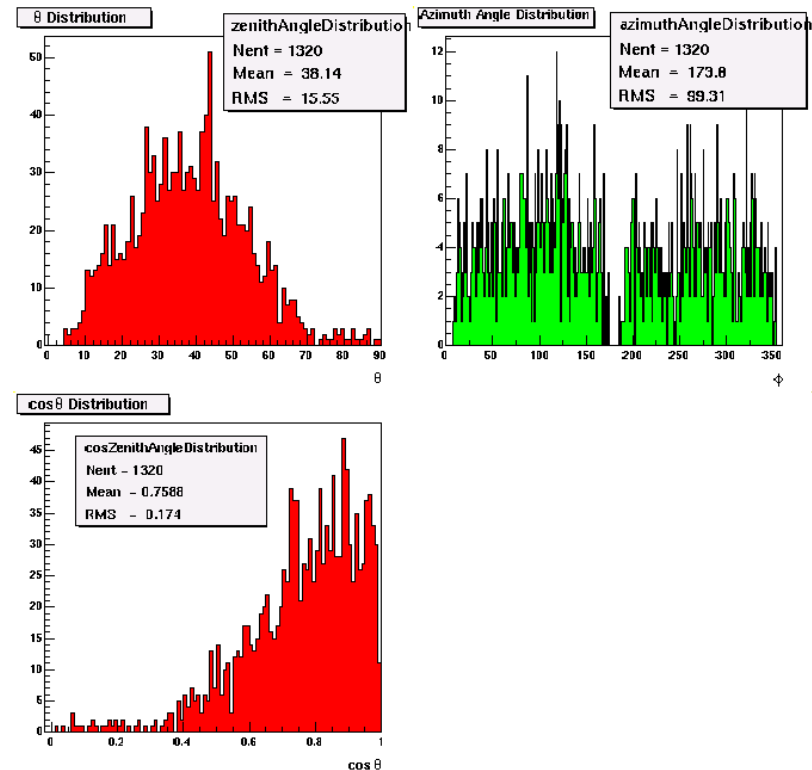 θ Distribution
zenithAngleDistribution
Nent = 1320
Mean = 38.14
RMS = 15.55
50
40
30
20
10
0
0 10 20 30 40 50 60 70 80 90
θ
Azimuth Angle Distribution
azimuthAngleDistribution
Nent = 1320
Mean = 173.8
RMS = 99.31
12
10
8
6
4
2
0
0 50 100 150 200 250 300 350
ϕ
cosθ Distribution
cosZenithAngleDistribution
Nent = 1320
Mean = 0.7588
RMS = 0.174
45
40
35
30
25
20
15
10
5
0
0 0.2 0.4 0.6 0.8 1
cos θ